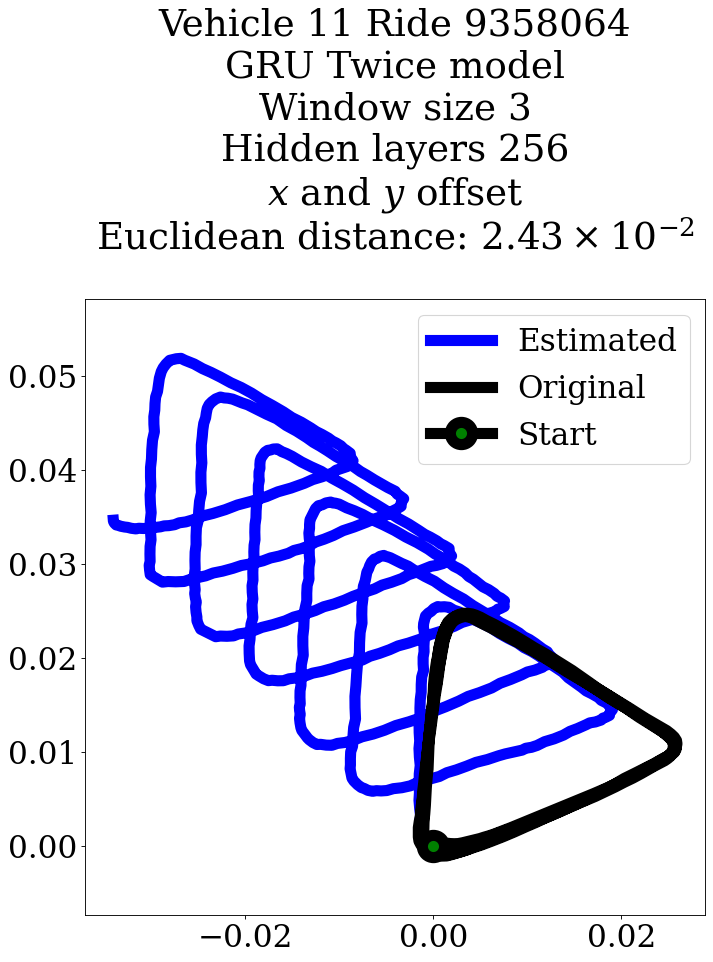 Vehicle 11 Ride 9358064
GRU Twice model
Window size 3
Hidden layers 256
x and y offset
Euclidean distance: 2.43 × 10⁻²
Estimated
Original
Start
0.05
0.04
0.03
0.02
0.01
0.00
−0.02 0.00 0.02